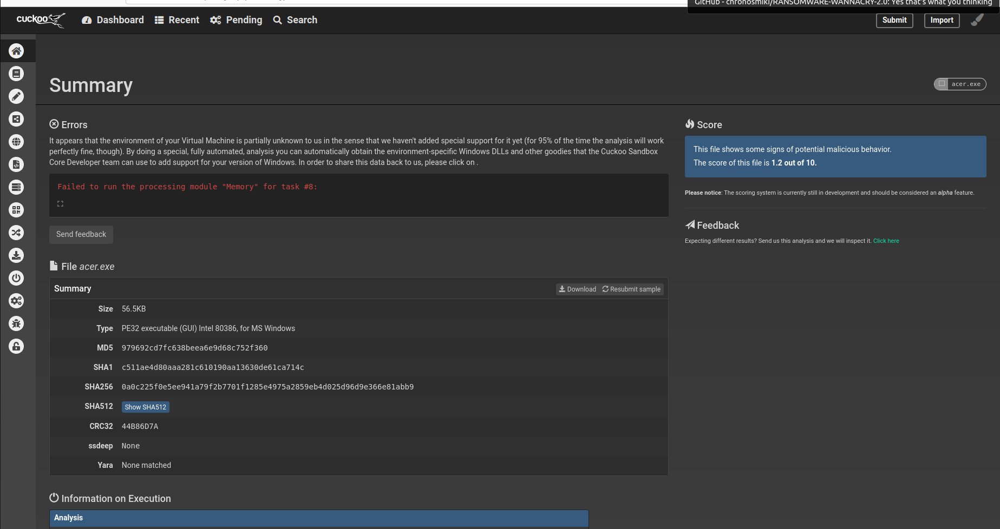 GitHub - chronosmiki/RANSOMWARE-WANNACRY-2.0: Yes that's what you thinking
cuckoo Dashboard Recent Pending Search Submit Import
Summary
acer.exe
Errors
It appears that the environment of your Virtual Machine is partially unknown to us in the sense that we haven't added special support for it yet (for 95% of the time the analysis will work
perfectly fine, though). By doing a special, fully automated, analysis you can automatically obtain the environment-specific Windows DLLs and other goodies that the Cuckoo Sandbox
Core Developer team can use to add support for your version of Windows. In order to share this data back to us, please click on .
Failed to run the processing module "Memory" for task #8:
Send feedback
Score
This file shows some signs of potential malicious behavior.
The score of this file is 1.2 out of 10.
Please notice: The scoring system is currently still in development and should be considered an alpha feature.
Feedback
Expecting different results? Send us this analysis and we will inspect it. Click here
File acer.exe
Summary Download Resubmit sample
Size 56.5KB
Type PE32 executable (GUI) Intel 80386, for MS Windows
MD5 979692cd7fc638beea6e9d68c752f360
SHA1 c511ae4d80aaa281c610190aa13630de61ca714c
SHA256 0a0c225f0e5ee941a79f2b7701f1285e4975a2859eb4d025d96d9e366e81abb9
SHA512 Show SHA512
CRC32 44B86D7A
ssdeep None
Yara None matched
Information on Execution
Analysis